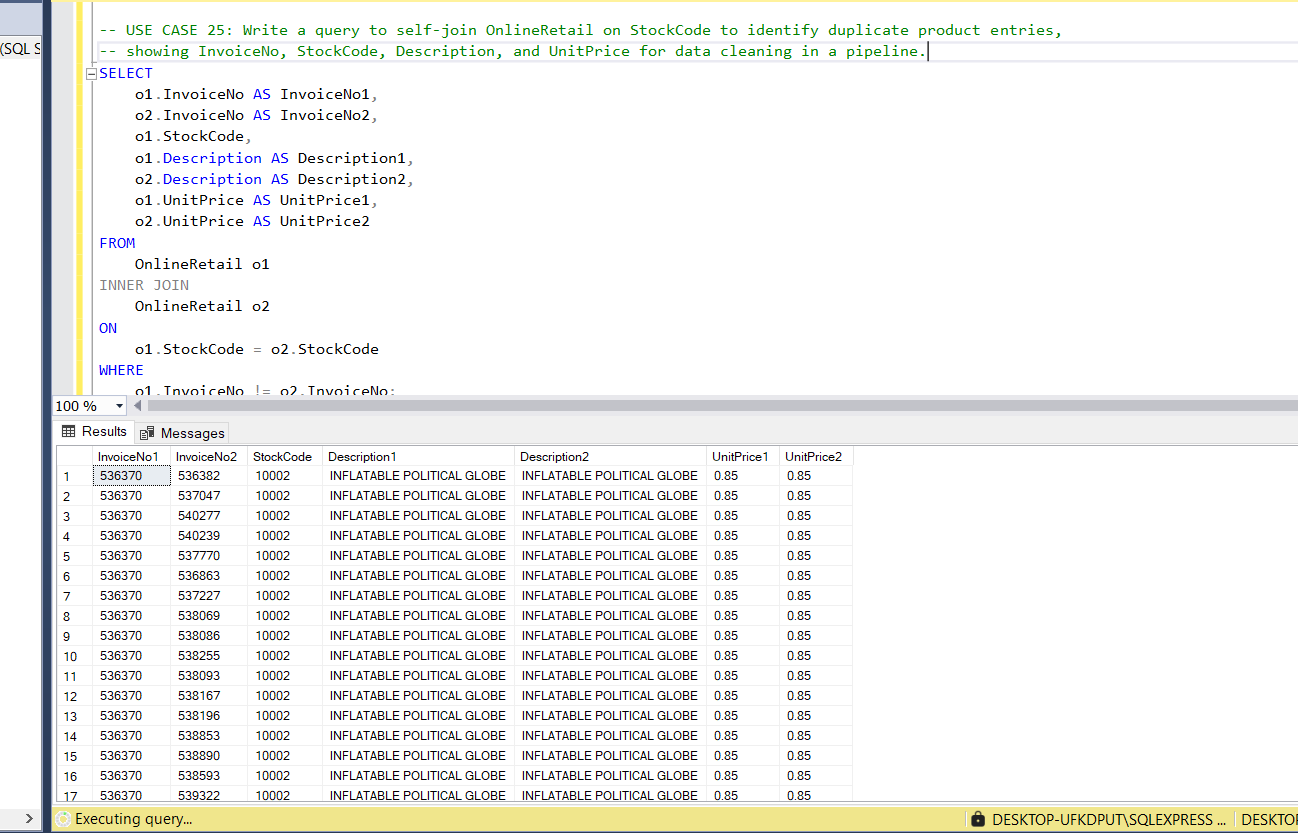 (SQL S
-- USE CASE 25: Write a query to self-join OnlineRetail on StockCode to identify duplicate product entries,
-- showing InvoiceNo, StockCode, Description, and UnitPrice for data cleaning in a pipeline.
SELECT
o1.InvoiceNo AS InvoiceNo1,
o2.InvoiceNo AS InvoiceNo2,
o1.StockCode,
o1.Description AS Description1,
o2.Description AS Description2,
o1.UnitPrice AS UnitPrice1,
o2.UnitPrice AS UnitPrice2
FROM
OnlineRetail o1
INNER JOIN
OnlineRetail o2
ON
o1.StockCode = o2.StockCode
WHERE
o1.InvoiceNo != o2.InvoiceNo;
100 %
Results Messages
InvoiceNo1 InvoiceNo2 StockCode Description1 Description2 UnitPrice1 UnitPrice2
1 536370 536382 10002 INFLATABLE POLITICAL GLOBE INFLATABLE POLITICAL GLOBE 0.85 0.85
2 536370 537047 10002 INFLATABLE POLITICAL GLOBE INFLATABLE POLITICAL GLOBE 0.85 0.85
3 536370 540277 10002 INFLATABLE POLITICAL GLOBE INFLATABLE POLITICAL GLOBE 0.85 0.85
4 536370 540239 10002 INFLATABLE POLITICAL GLOBE INFLATABLE POLITICAL GLOBE 0.85 0.85
5 536370 537770 10002 INFLATABLE POLITICAL GLOBE INFLATABLE POLITICAL GLOBE 0.85 0.85
6 536370 536863 10002 INFLATABLE POLITICAL GLOBE INFLATABLE POLITICAL GLOBE 0.85 0.85
7 536370 537227 10002 INFLATABLE POLITICAL GLOBE INFLATABLE POLITICAL GLOBE 0.85 0.85
8 536370 538069 10002 INFLATABLE POLITICAL GLOBE INFLATABLE POLITICAL GLOBE 0.85 0.85
9 536370 538086 10002 INFLATABLE POLITICAL GLOBE INFLATABLE POLITICAL GLOBE 0.85 0.85
10 536370 538255 10002 INFLATABLE POLITICAL GLOBE INFLATABLE POLITICAL GLOBE 0.85 0.85
11 536370 538093 10002 INFLATABLE POLITICAL GLOBE INFLATABLE POLITICAL GLOBE 0.85 0.85
12 536370 538167 10002 INFLATABLE POLITICAL GLOBE INFLATABLE POLITICAL GLOBE 0.85 0.85
13 536370 538196 10002 INFLATABLE POLITICAL GLOBE INFLATABLE POLITICAL GLOBE 0.85 0.85
14 536370 538853 10002 INFLATABLE POLITICAL GLOBE INFLATABLE POLITICAL GLOBE 0.85 0.85
15 536370 538890 10002 INFLATABLE POLITICAL GLOBE INFLATABLE POLITICAL GLOBE 0.85 0.85
16 536370 538593 10002 INFLATABLE POLITICAL GLOBE INFLATABLE POLITICAL GLOBE 0.85 0.85
17 536370 539322 10002 INFLATABLE POLITICAL GLOBE INFLATABLE POLITICAL GLOBE 0.85 0.85
Executing query... DESKTOP-UFKDPUT\SQLEXPRESS ... DESKTOP